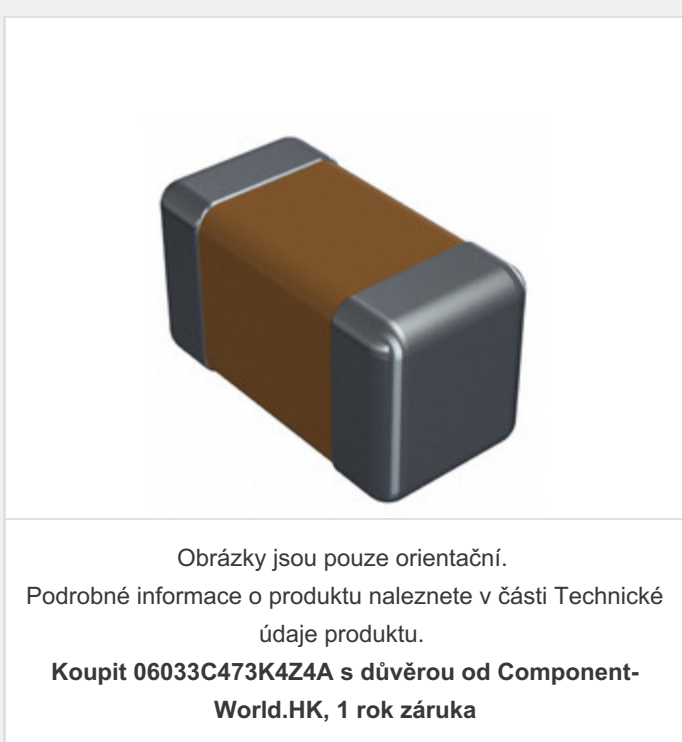 Obrázky jsou pouze orientační.
Podrobné informace o produktu naleznete v části Technické
údaje produktu.
Koupit 06033C473K4Z4A s důvěrou od Component-
World.HK, 1 rok záruka